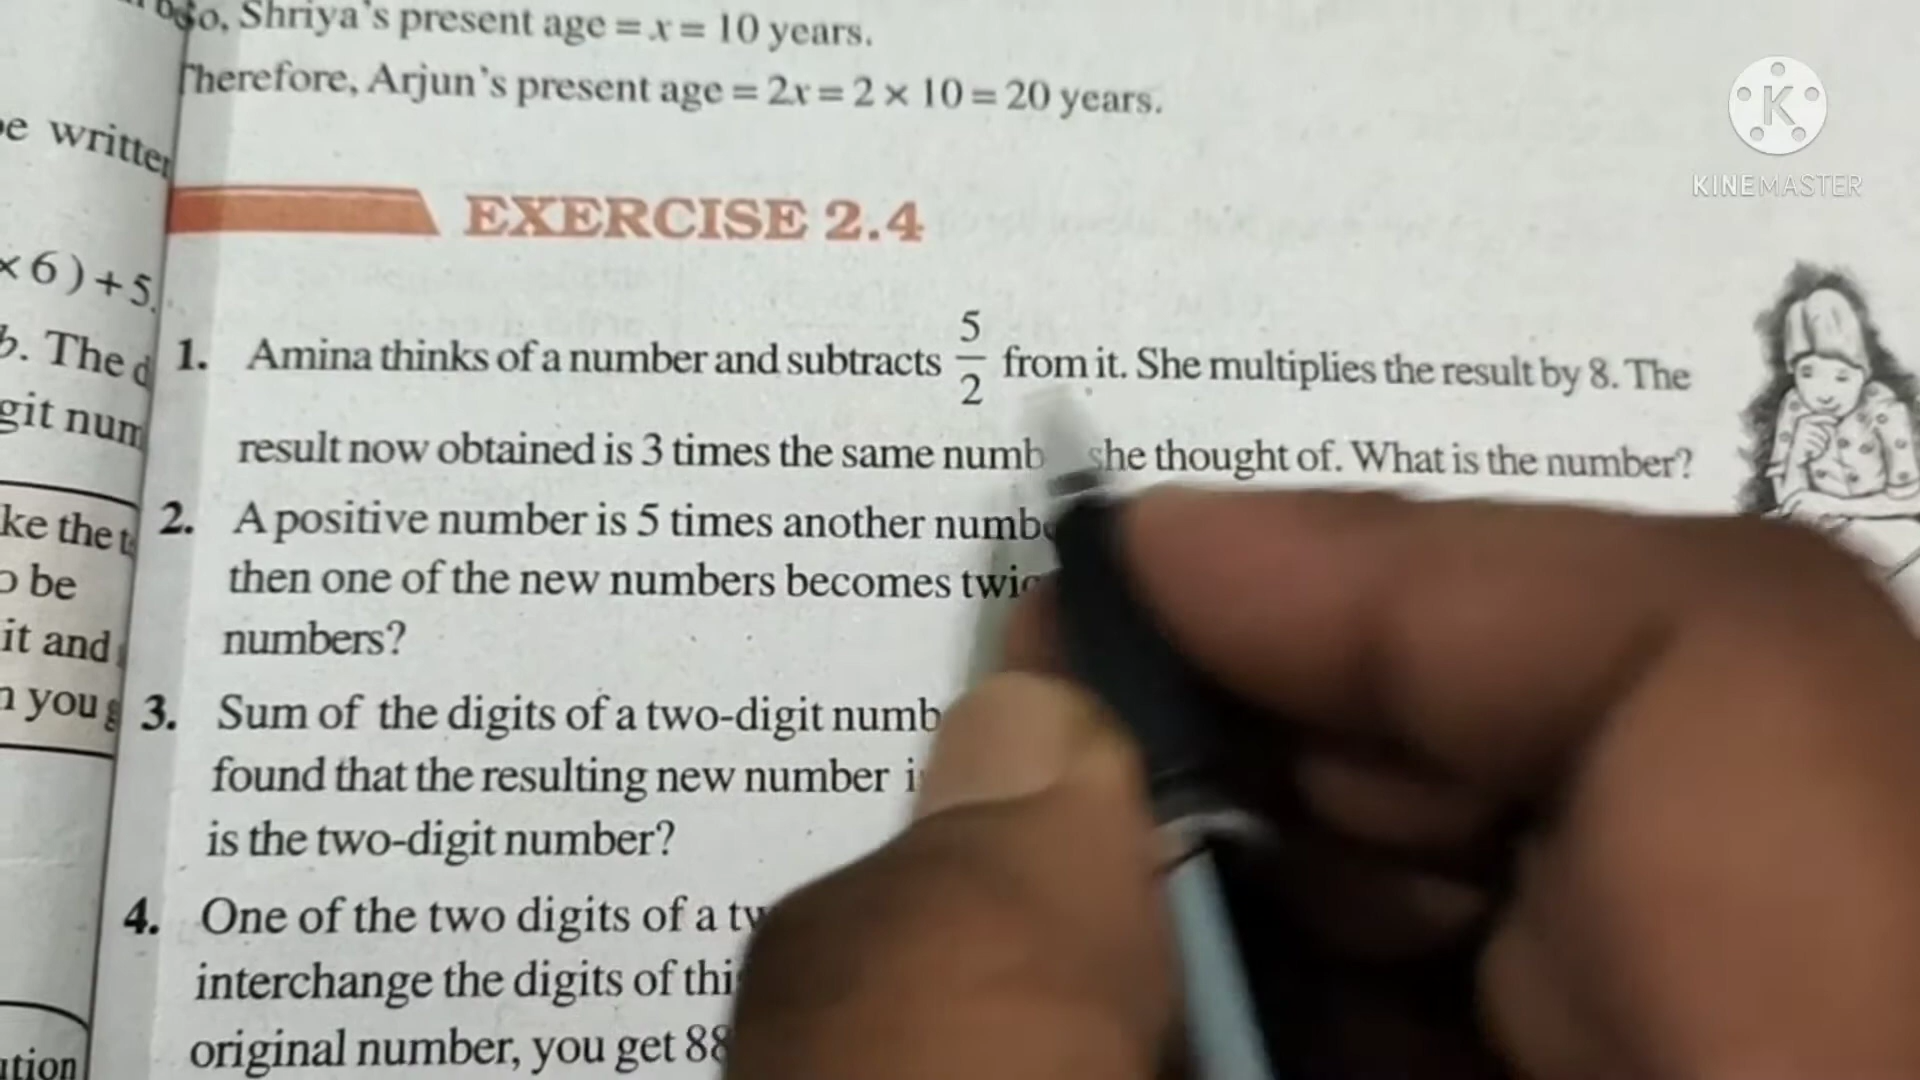 So, Shriya's present age = x = 10 years.
Therefore, Arjun's present age = 2x = 2 × 10 = 20 years.
KINEMASTER
EXERCISE 2.4
× 6 ) + 5.
b. The
1. Amina thinks of a number and subtracts 5/2 from it. She multiplies the result by 8. The
result now obtained is 3 times the same numb she thought of. What is the number?
2. A positive number is 5 times another numbe
then one of the new numbers becomes twic
numbers?
3. Sum of the digits of a two-digit numb
found that the resulting new number
is the two-digit number?
4. One of the two digits of a tw
interchange the digits of thi
original number, you get 88
ke the
be
it and
you